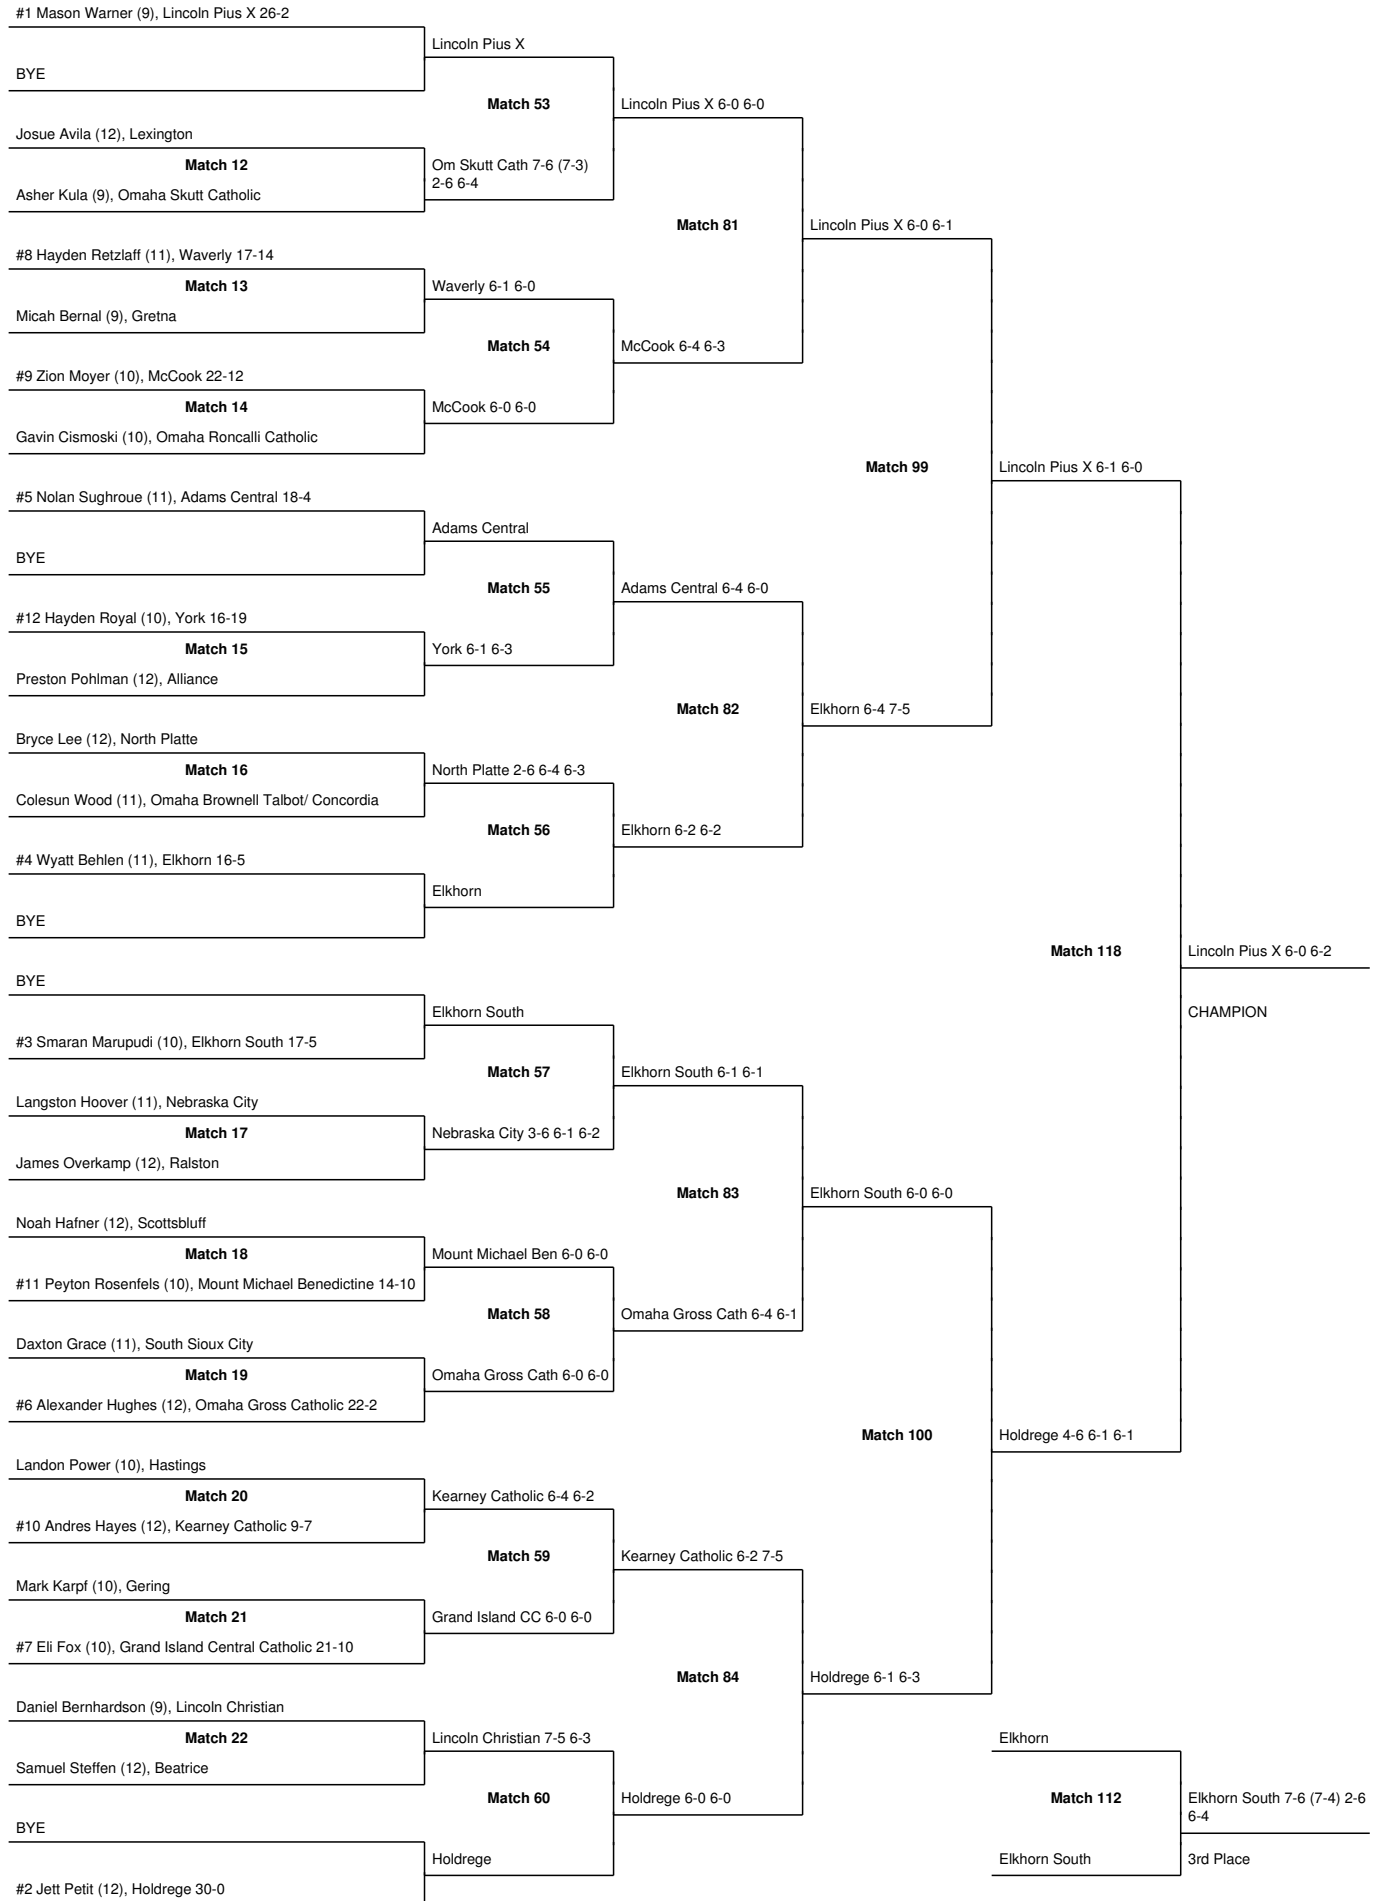 #1 Mason Warner (9), Lincoln Pius X 26-2
Lincoln Pius X
BYE
Match 53
Lincoln Pius X 6-0 6-0
Josue Avila (12), Lexington
Match 12
Om Skutt Cath 7-6 (7-3)
2-6 6-4
Asher Kula (9), Omaha Skutt Catholic
Match 81
Lincoln Pius X 6-0 6-1
#8 Hayden Retzlaff (11), Waverly 17-14
Match 13
Waverly 6-1 6-0
Micah Bernal (9), Gretna
Match 54
McCook 6-4 6-3
#9 Zion Moyer (10), McCook 22-12
Match 14
McCook 6-0 6-0
Gavin Cismoski (10), Omaha Roncalli Catholic
Match 99
Lincoln Pius X 6-1 6-0
#5 Nolan Sughroue (11), Adams Central 18-4
Adams Central
BYE
Match 55
Adams Central 6-4 6-0
#12 Hayden Royal (10), York 16-19
Match 15
York 6-1 6-3
Preston Pohlman (12), Alliance
Match 82
Elkhorn 6-4 7-5
Bryce Lee (12), North Platte
Match 16
North Platte 2-6 6-4 6-3
Colesun Wood (11), Omaha Brownell Talbot/ Concordia
Match 56
Elkhorn 6-2 6-2
#4 Wyatt Behlen (11), Elkhorn 16-5
Elkhorn
BYE
Match 118
Lincoln Pius X 6-0 6-2
BYE
Elkhorn South
CHAMPION
#3 Smaran Marupudi (10), Elkhorn South 17-5
Match 57
Elkhorn South 6-1 6-1
Langston Hoover (11), Nebraska City
Match 17
Nebraska City 3-6 6-1 6-2
James Overkamp (12), Ralston
Match 83
Elkhorn South 6-0 6-0
Noah Hafner (12), Scottsbluff
Match 18
Mount Michael Ben 6-0 6-0
#11 Peyton Rosenfels (10), Mount Michael Benedictine 14-10
Match 58
Omaha Gross Cath 6-4 6-1
Daxton Grace (11), South Sioux City
Match 19
Omaha Gross Cath 6-0 6-0
#6 Alexander Hughes (12), Omaha Gross Catholic 22-2
Match 100
Holdrege 4-6 6-1 6-1
Landon Power (10), Hastings
Match 20
Kearney Catholic 6-4 6-2
#10 Andres Hayes (12), Kearney Catholic 9-7
Match 59
Kearney Catholic 6-2 7-5
Mark Karpf (10), Gering
Match 21
Grand Island CC 6-0 6-0
#7 Eli Fox (10), Grand Island Central Catholic 21-10
Match 84
Holdrege 6-1 6-3
Daniel Bernhardson (9), Lincoln Christian
Match 22
Lincoln Christian 7-5 6-3
Elkhorn
Samuel Steffen (12), Beatrice
Match 60
Holdrege 6-0 6-0
Match 112
Elkhorn South 7-6 (7-4) 2-6
6-4
BYE
Holdrege
Elkhorn South
3rd Place
#2 Jett Petit (12), Holdrege 30-0